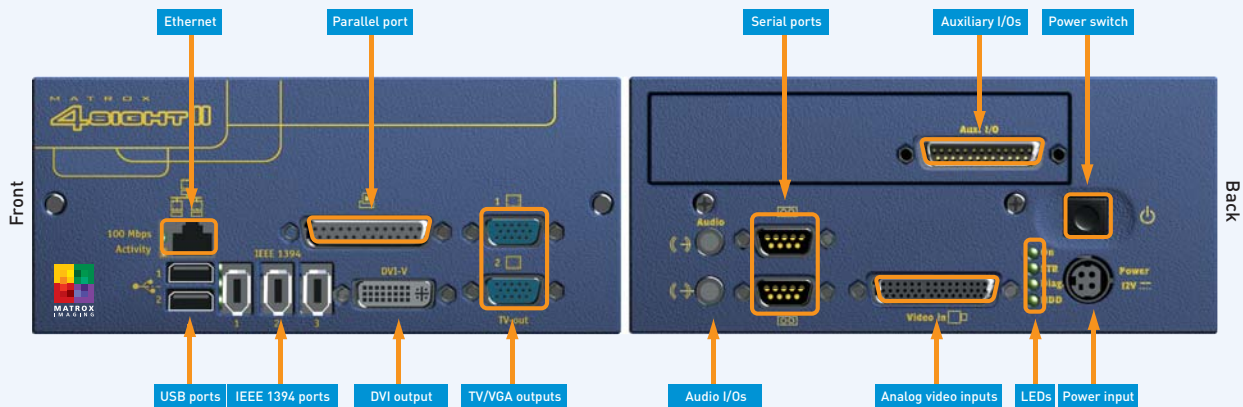 Ethernet
Parallel port
Serial ports
Auxiliary I/Os
Power switch
Front
MATROX
4SIGHT II
100 Mbps
Activity
IEEE 1394
1
2
1
2
3
DVI-V
1
2
TV-out
MATROX
IMAGING
Back
Aux. I/O
Audio
On
Diag.
HDD
Power
12V
Video In
USB ports
IEEE 1394 ports
DVI output
TV/VGA outputs
Audio I/Os
Analog video inputs
LEDs
Power input